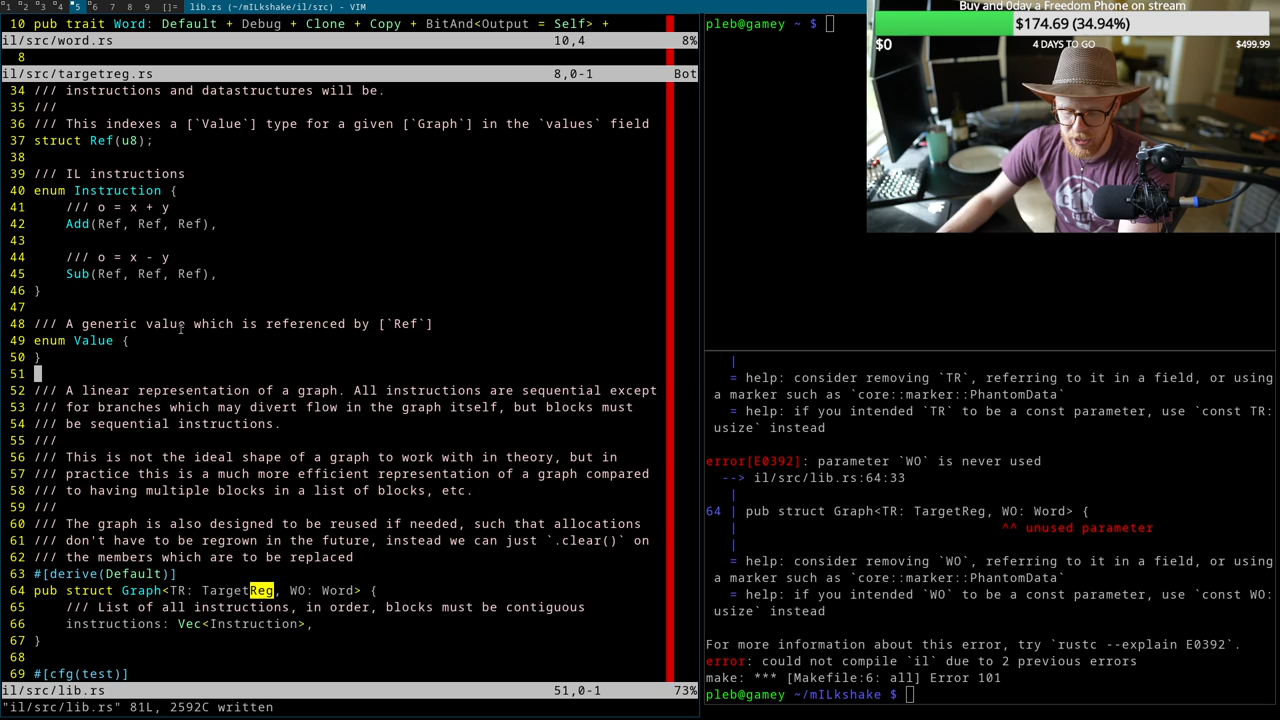 1 2 3 4 5 6 7 8 9 []= lib.rs (~/mILkshake/il/src) - VIM
10 pub trait Word: Default + Debug + Clone + Copy + BitAnd<Output = Self> +
il/src/word.rs 10,4 8%
8
il/src/targetreg.rs 8,0-1 Bot
34 /// instructions and datastructures will be.
35 ///
36 /// This indexes a [`Value`] type for a given [`Graph`] in the `values` field
37 struct Ref(u8);
38
39 /// IL instructions
40 enum Instruction {
41 /// o = x + y
42 Add(Ref, Ref, Ref),
43
44 /// o = x - y
45 Sub(Ref, Ref, Ref),
46 }
47
48 /// A generic value which is referenced by [`Ref`]
49 enum Value {
50 }
51
52 /// A linear representation of a graph. All instructions are sequential except
53 /// for branches which may divert flow in the graph itself, but blocks must
54 /// be sequential instructions.
55 ///
56 /// This is not the ideal shape of a graph to work with in theory, but in
57 /// practice this is a much more efficient representation of a graph compared
58 /// to having multiple blocks in a list of blocks, etc.
59 ///
60 /// The graph is also designed to be reused if needed, such that allocations
61 /// don't have to be regrown in the future, instead we can just `.clear()` on
62 /// the members which are to be replaced
63 #[derive(Default)]
64 pub struct Graph<TR: TargetReg, WO: Word> {
65 /// List of all instructions, in order, blocks must be contiguous
66 instructions: Vec<Instruction>,
67 }
68
69 #[cfg(test)]
il/src/lib.rs 51,0-1 73%
"il/src/lib.rs" 81L, 2592C written
pleb@gamey ~ $
Buy and 0day a Freedom Phone on stream
$174.69 (34.94%)
$0 4 DAYS TO GO $499.99
|
= help: consider removing `TR`, referring to it in a field, or using
a marker such as `core::marker::PhantomData`
= help: if you intended `TR` to be a const parameter, use `const TR:
usize` instead
error[E0392]: parameter `WO` is never used
--> il/src/lib.rs:64:33
|
64 | pub struct Graph<TR: TargetReg, WO: Word> {
| ^^ unused parameter
|
= help: consider removing `WO`, referring to it in a field, or using
a marker such as `core::marker::PhantomData`
= help: if you intended `WO` to be a const parameter, use `const WO:
usize` instead
For more information about this error, try `rustc --explain E0392`.
error: could not compile `il` due to 2 previous errors
make: *** [Makefile:6: all] Error 101
pleb@gamey ~/mILkshake $